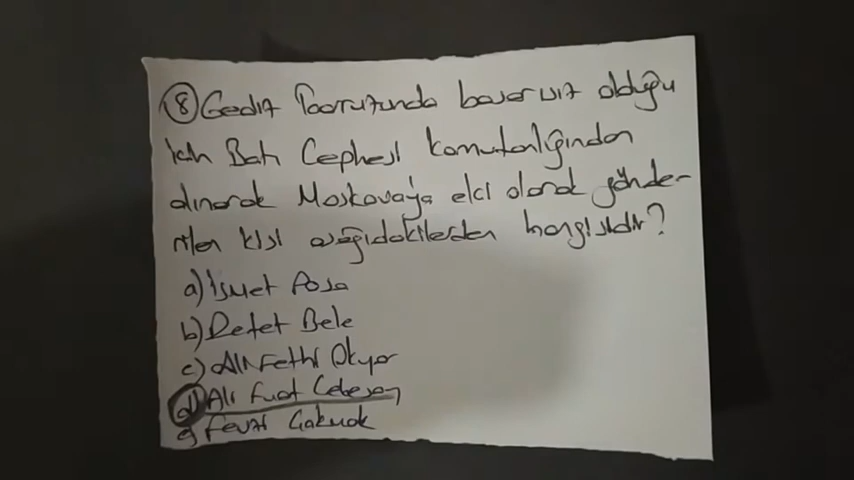 8 Gediz Taarruzunda başarısız olduğu
için Batı Cephesi komutanlığından
alınarak Moskova'ya elçi olarak gönde-
rilen kişi aşağıdakilerden hangisidir?
a) İsmet Paşa
b) Refet Bele
c) Ali Fethi Okyar
d) Ali Fuat Cebesoy
e) Fevzi Çakmak